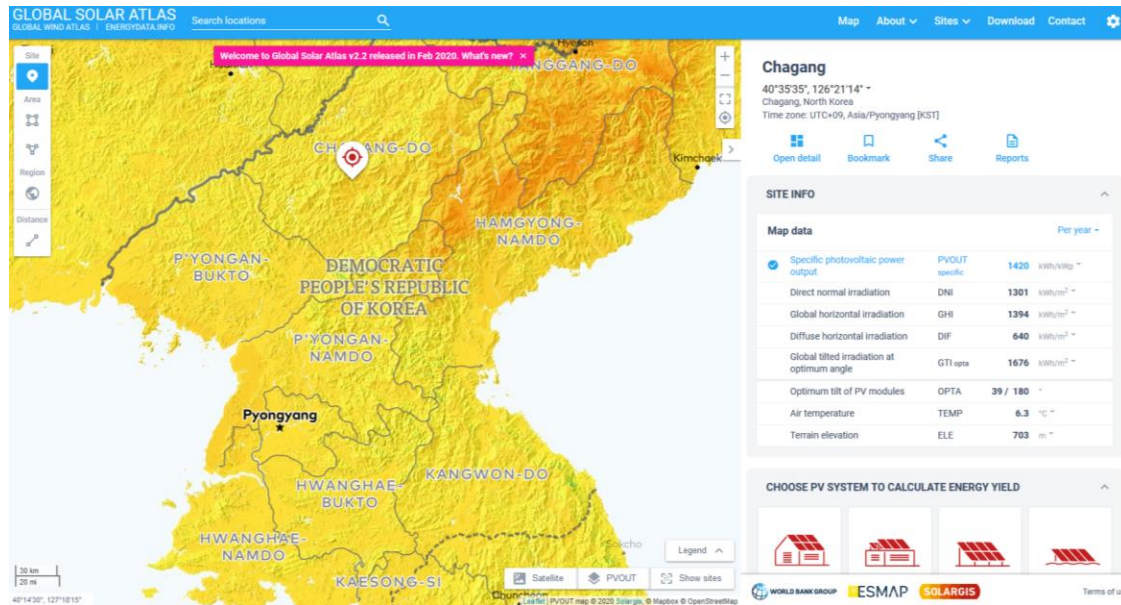 GLOBAL SOLAR ATLAS
GLOBAL WIND ATLAS | ENERGYDATA.INFO
Search locations
Map About Sites Download Contact
Site
Area
Region
Distance
Welcome to Global Solar Atlas v2.2 released in Feb 2020. What's new? ×
Hyesan
Kimchaek
HAMGYONG-
NAMDO
P'YONGAN-
BUKTO
DEMOCRATIC
PEOPLE'S REPUBLIC
OF KOREA
P'YONGAN-
NAMDO
Pyongyang
KANGWON-DO
HWANGHAE-
BUKTO
HWANGHAE-
NAMDO
KAESONG-SI
Sokcho
Chuncheon
Legend
Satellite PVOUT Show sites
30 km
20 mi
40°14'30", 127°18'15"
Leaflet | PVOUT map © 2020 Solargis, © Mapbox © OpenStreetMap
Chagang
40°35'35", 126°21'14"
Chagang, North Korea
Time zone: UTC+09, Asia/Pyongyang [KST]
Open detail Bookmark Share Reports
SITE INFO
Map data Per year
Specific photovoltaic power output PVOUT specific 1420 kWh/kWp
Direct normal irradiation DNI 1301 kWh/m²
Global horizontal irradiation GHI 1394 kWh/m²
Diffuse horizontal irradiation DIF 640 kWh/m²
Global tilted irradiation at optimum angle GTI opta 1676 kWh/m²
Optimum tilt of PV modules OPTA 39 / 180 °
Air temperature TEMP 6.3 °C
Terrain elevation ELE 703 m
CHOOSE PV SYSTEM TO CALCULATE ENERGY YIELD
WORLD BANK GROUP ESMAP SOLARGIS Terms of u